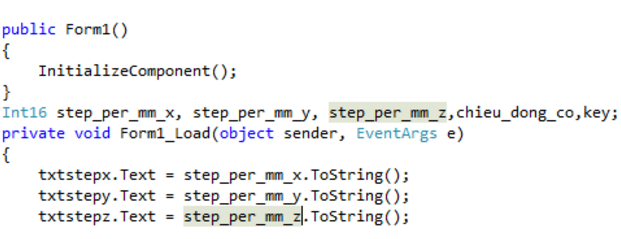 public Form1()
{
InitializeComponent();
}
Int16 step_per_mm_x, step_per_mm_y, step_per_mm_z,chieu_dong_co,key;
private void Form1_Load(object sender, EventArgs e)
{
txtstepx.Text = step_per_mm_x.ToString();
txtstepy.Text = step_per_mm_y.ToString();
txtstepz.Text = step_per_mm_z.ToString();